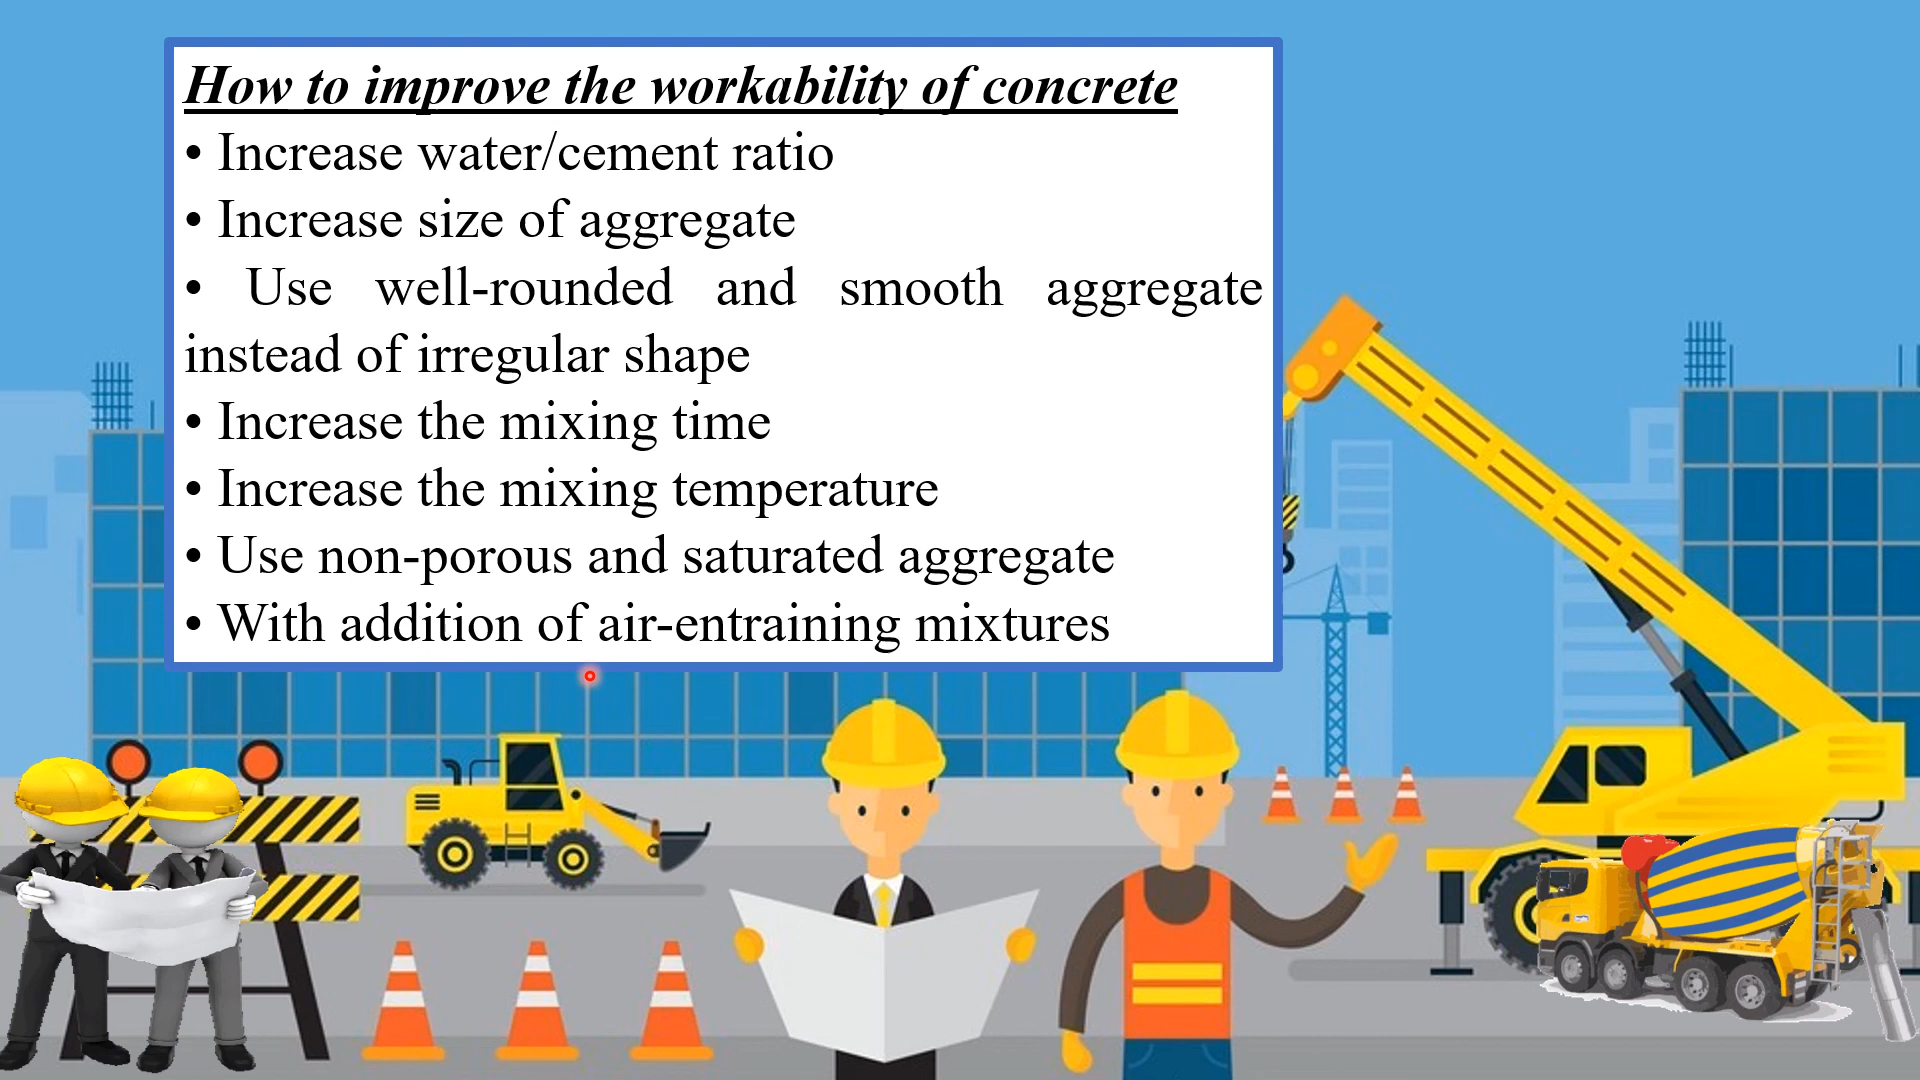 How to improve the workability of concrete
• Increase water/cement ratio
• Increase size of aggregate
• Use well-rounded and smooth aggregate
instead of irregular shape
• Increase the mixing time
• Increase the mixing temperature
• Use non-porous and saturated aggregate
• With addition of air-entraining mixtures